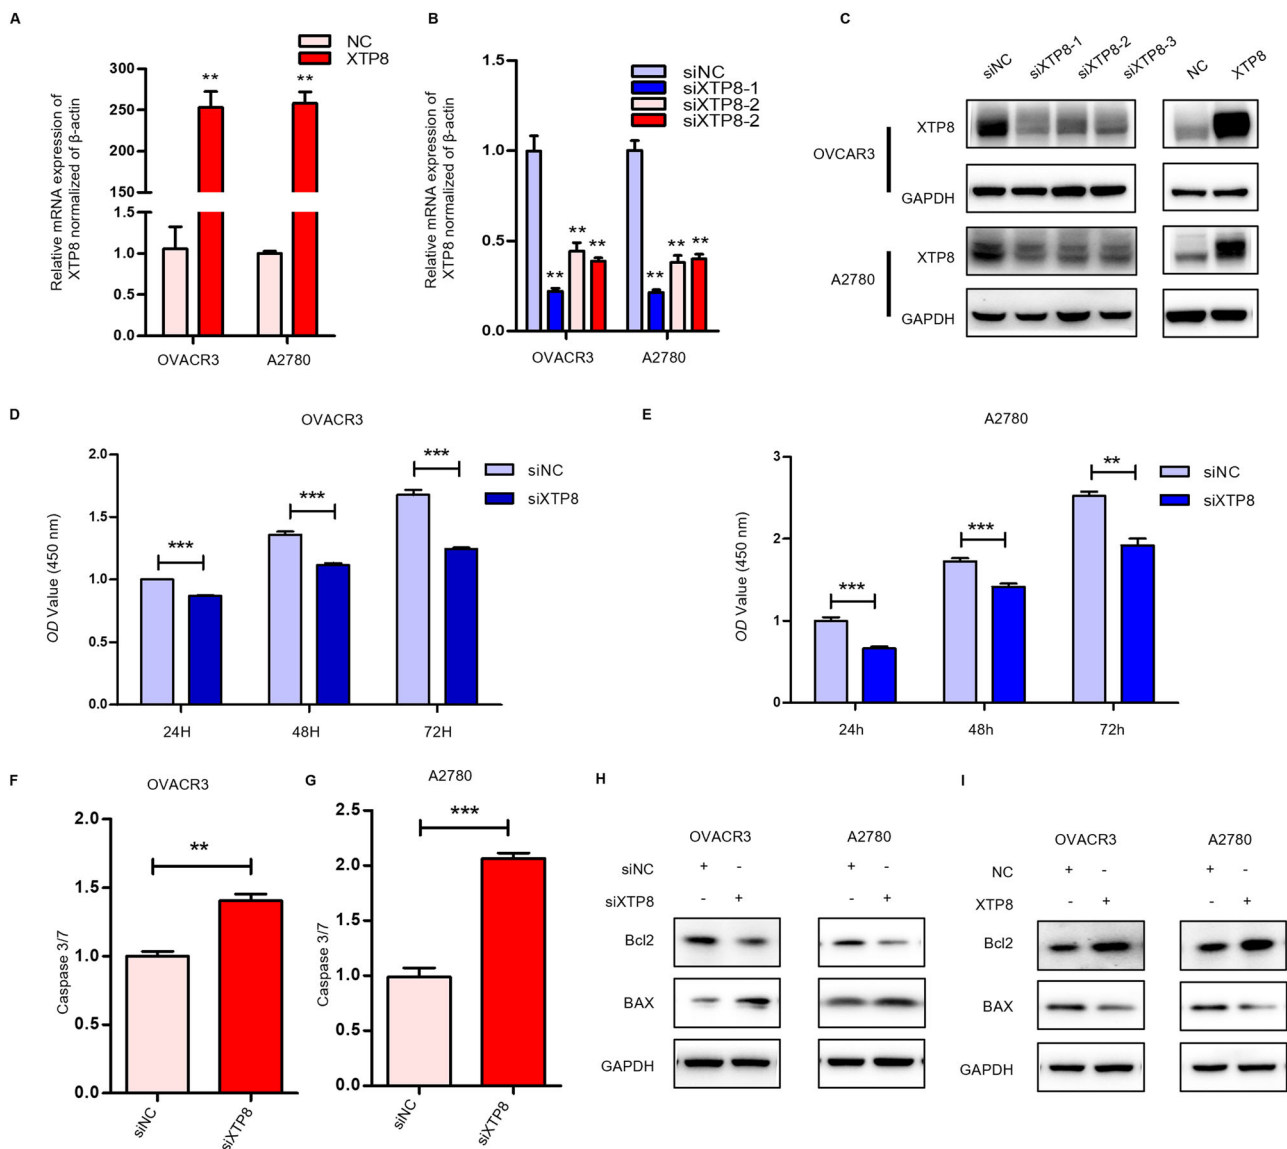 A
NC
XTP8
Relative mRNA expression of
XTP8 normalized of β-actin
300
250
200
150
100
50
1.5
1.0
0.5
0.0
**
**
OVACR3
A2780
B
siNC
siXTP8-1
siXTP8-2
siXTP8-2
Relative mRNA expression of
XTP8 normalized of β-actin
1.5
1.0
0.5
0.0
**
**
**
**
**
**
OVACR3
A2780
C
siNC
siXTP8-1
siXTP8-2
siXTP8-3
NC
XTP8
OVCAR3
XTP8
GAPDH
A2780
XTP8
GAPDH
D
OVACR3
siNC
siXTP8
OD Value (450 nm)
2.0
1.5
1.0
0.5
0.0
***
***
***
24H
48H
72H
E
A2780
siNC
siXTP8
OD Value (450 nm)
3
2
1
0
***
***
**
24h
48h
72h
F
OVACR3
Caspase 3/7
2.0
1.5
1.0
0.5
0.0
**
siNC
siXTP8
G
A2780
Caspase 3/7
2.5
2.0
1.5
1.0
0.5
0.0
***
siNC
siXTP8
H
OVACR3
A2780
siNC + - + -
siXTP8 - + - +
Bcl2
BAX
GAPDH
I
OVACR3
A2780
NC + - + -
XTP8 - + - +
Bcl2
BAX
GAPDH